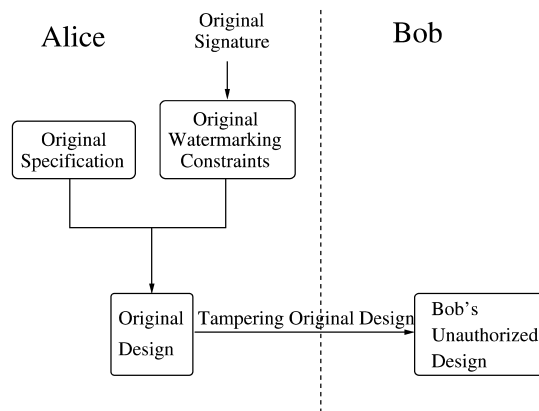 Alice
Original
Signature
Bob
Original
Specification
Original
Watermarking
Constraints
Original
Design
Tampering Original Design
Bob's
Unauthorized
Design